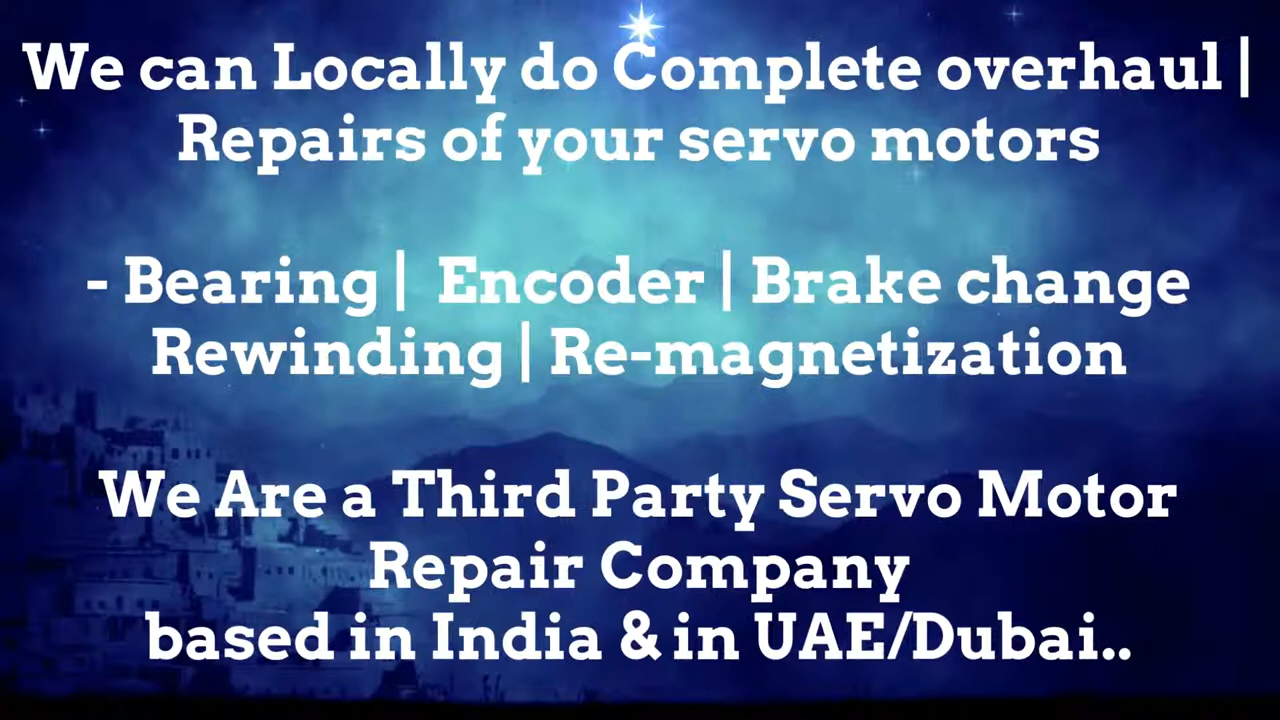 We can Locally do Complete overhaul |
Repairs of your servo motors
- Bearing | Encoder | Brake change
Rewinding | Re-magnetization
We Are a Third Party Servo Motor
Repair Company
based in India & in UAE/Dubai..